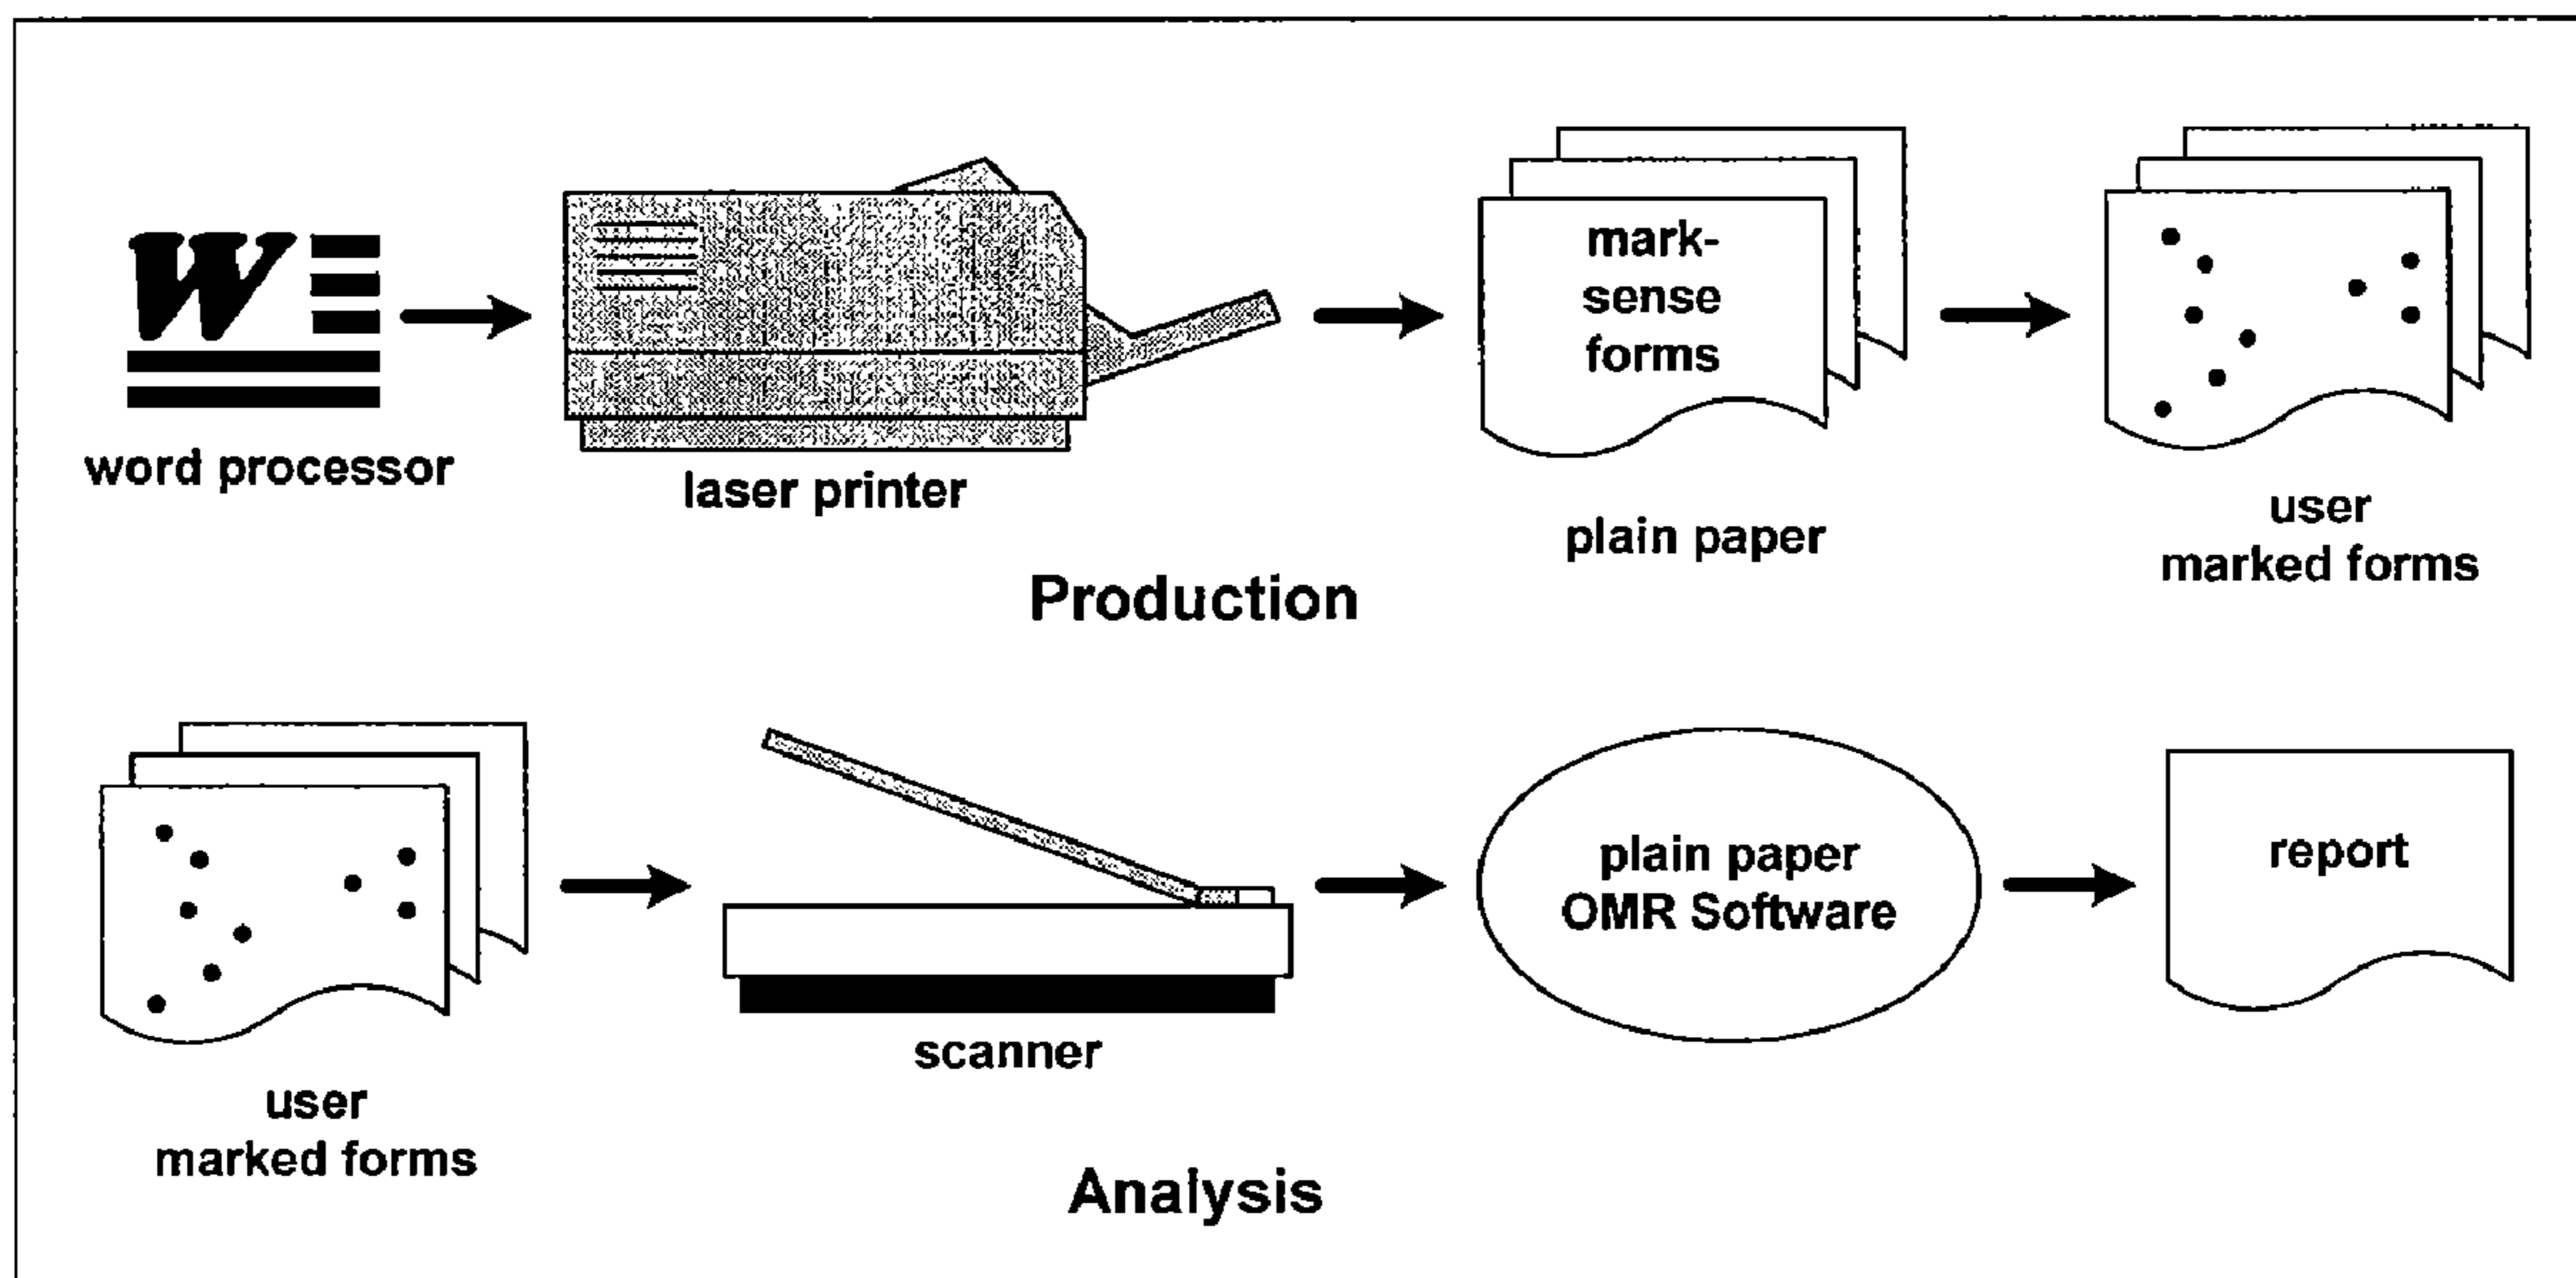 W
mark-
sense
forms
word processor
laser printer
plain paper
user
marked forms
Production
plain paper
OMR Software
report
scanner
user
marked forms
Analysis